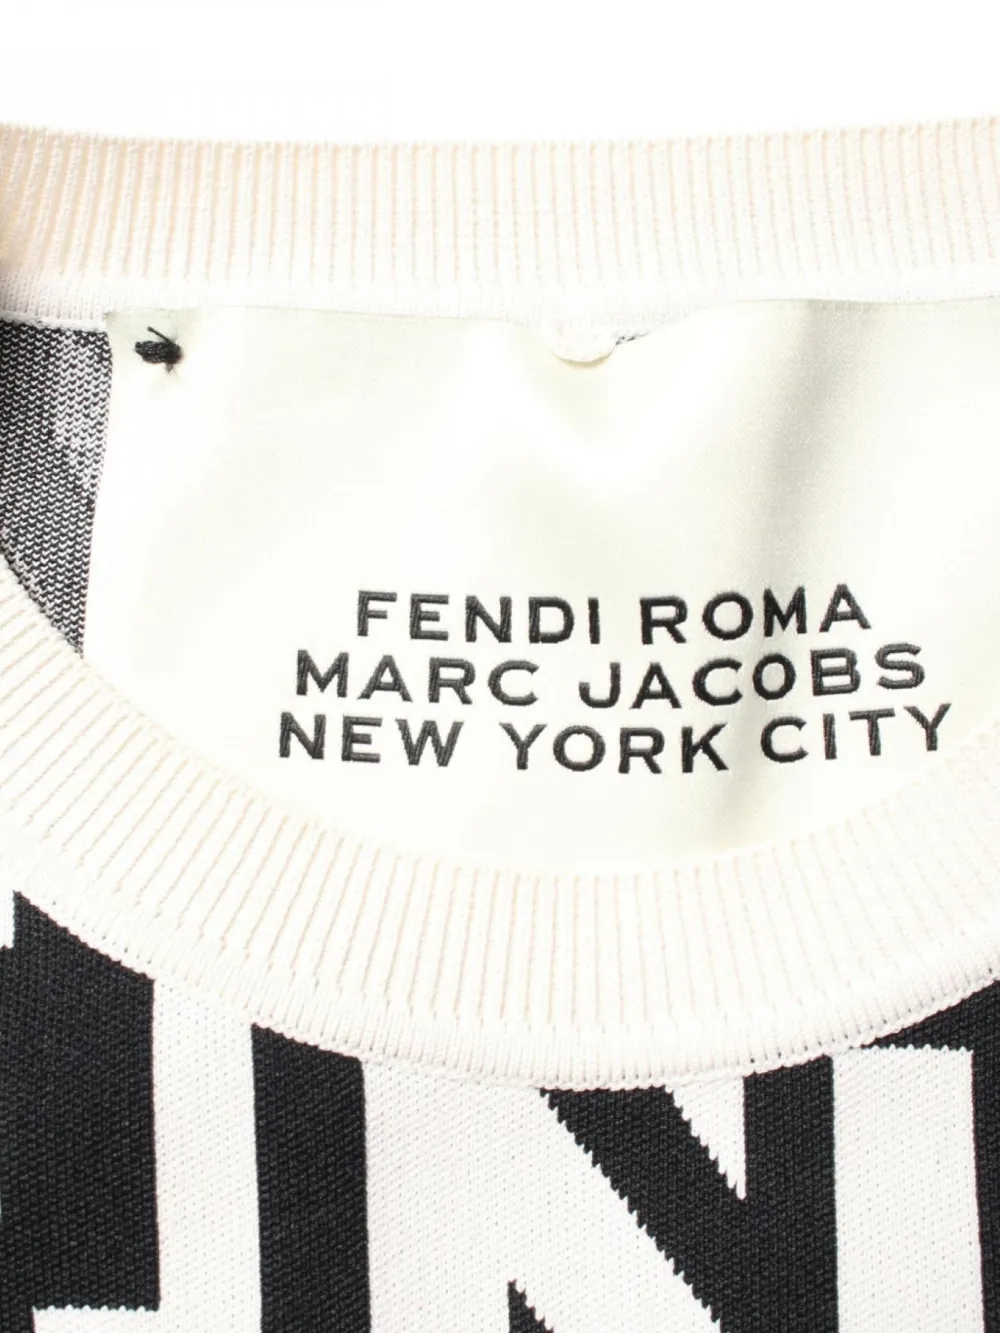 FENDI ROMA
MARC JACOBS
NEW YORK CITY